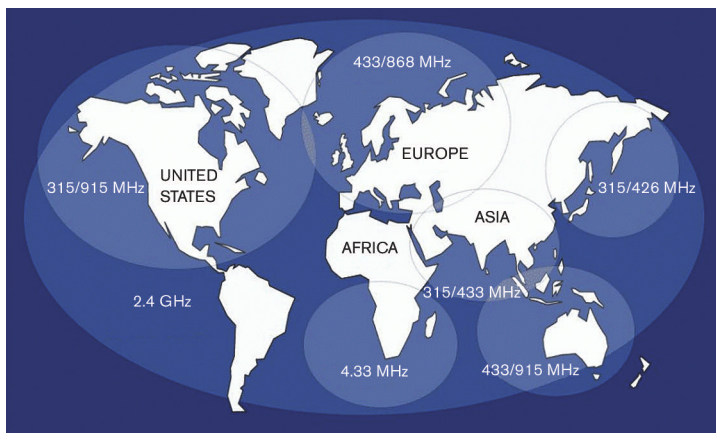 433/868 MHz
EUROPE
UNITED
STATES
315/915 MHz
315/426 MHz
ASIA
AFRICA
315/433 MHz
2.4 GHz
4.33 MHz
433/915 MHz